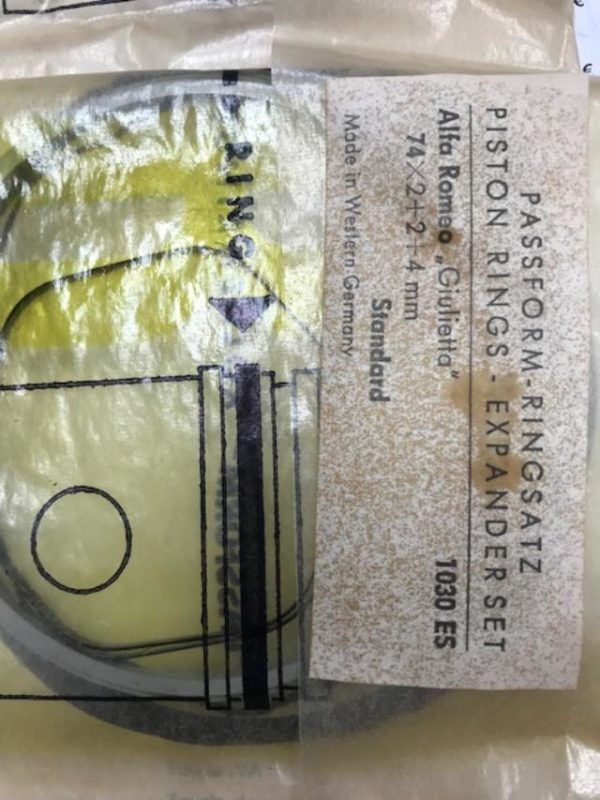 PASSFORM-RINGSATZ
PISTON RINGS - EXPANDER SET
Alfa Romeo „Giulietta" 1030 ES
74×2+2+4 mm
Standard
Made in Western Germany
RING